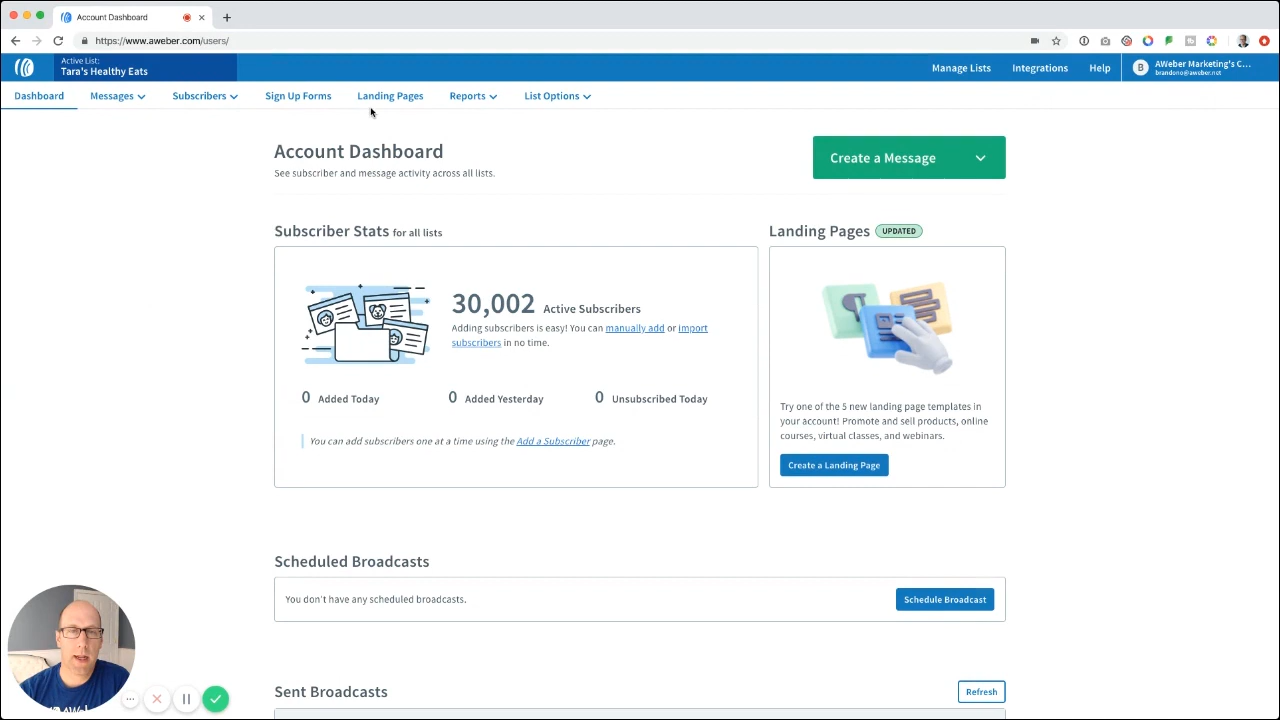 Account Dashboard
https://www.aweber.com/users/
Active List:
Tara's Healthy Eats
Manage Lists
Integrations
Help
B
AWeber Marketing's C...
brandono@aweber.net
Dashboard
Messages
Subscribers
Sign Up Forms
Landing Pages
Reports
List Options
Account Dashboard
See subscriber and message activity across all lists.
Create a Message
Subscriber Stats for all lists
30,002 Active Subscribers
Adding subscribers is easy! You can manually add or import
subscribers in no time.
0 Added Today
0 Added Yesterday
0 Unsubscribed Today
You can add subscribers one at a time using the Add a Subscriber page.
Landing Pages UPDATED
Try one of the 5 new landing page templates in
your account! Promote and sell products, online
courses, virtual classes, and webinars.
Create a Landing Page
Scheduled Broadcasts
You don't have any scheduled broadcasts.
Schedule Broadcast
Sent Broadcasts
Refresh